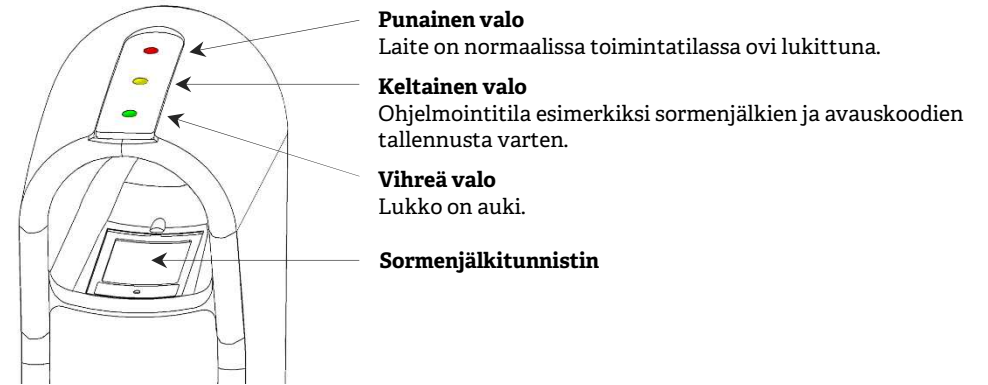 Punainen valo
Laite on normaalissa toimintatilassa ovi lukittuna.
Keltainen valo
Ohjelmointitila esimerkiksi sormenjälkien ja avauskoodien
tallennusta varten.
Vihreä valo
Lukko on auki.
Sormenjälkitunnistin